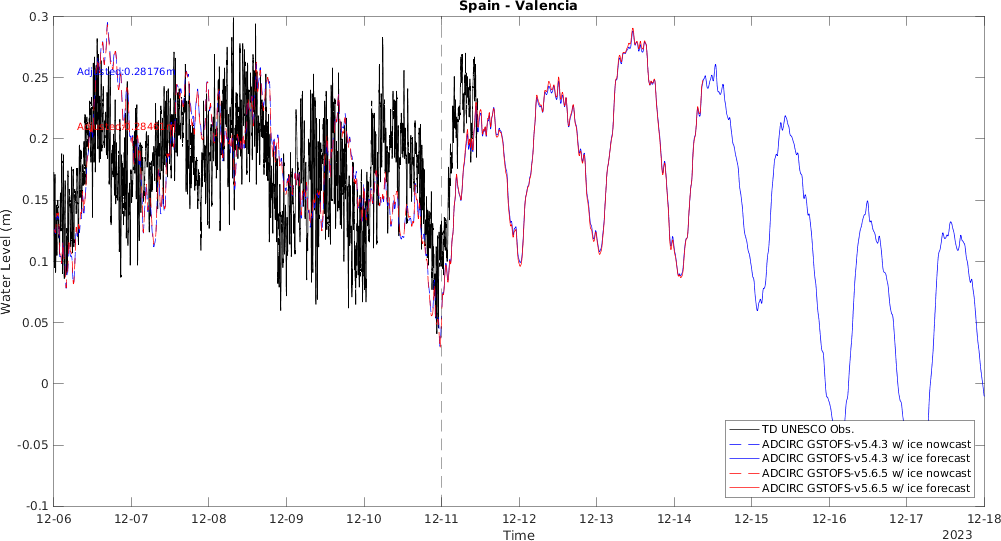 Spain - Valencia
0.3
0.25
0.2
0.15
0.1
0.05
0
-0.05
-0.1
Water Level (m)
Adjusted:0.28176m
12-06
12-07
12-08
12-09
12-10
12-11
12-12
12-13
12-14
12-15
12-16
12-17
12-18
Time
2023
TD UNESCO Obs.
ADCIRC GSTOFS-v5.4.3 w/ ice nowcast
ADCIRC GSTOFS-v5.4.3 w/ ice forecast
ADCIRC GSTOFS-v5.6.5 w/ ice nowcast
ADCIRC GSTOFS-v5.6.5 w/ ice forecast